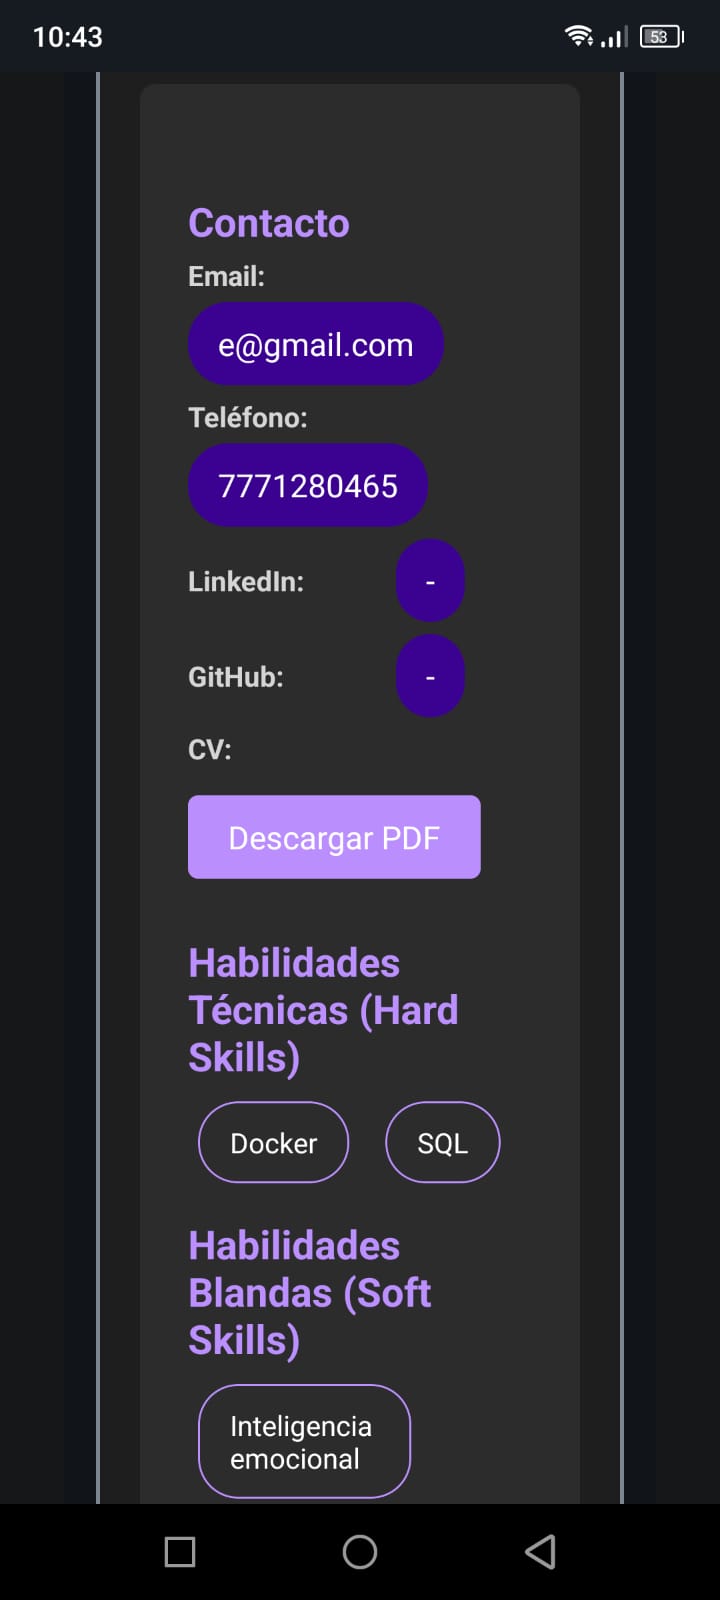 10:43
53
Contacto
Email:
e@gmail.com
Teléfono:
7771280465
LinkedIn: -
GitHub: -
CV:
Descargar PDF
Habilidades
Técnicas (Hard
Skills)
Docker SQL
Habilidades
Blandas (Soft
Skills)
Inteligencia
emocional